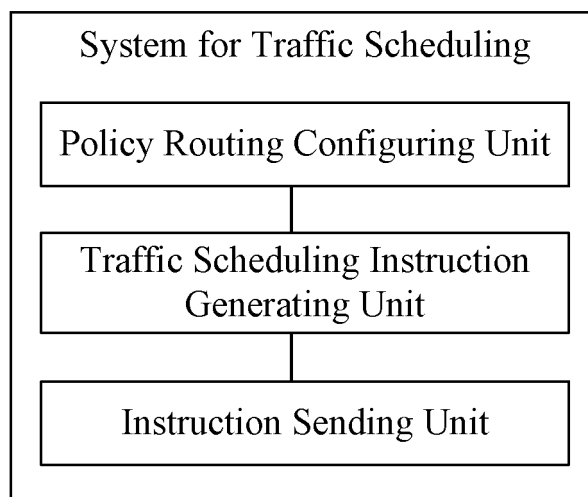 System for Traffic Scheduling
Policy Routing Configuring Unit
Traffic Scheduling Instruction
Generating Unit
Instruction Sending Unit